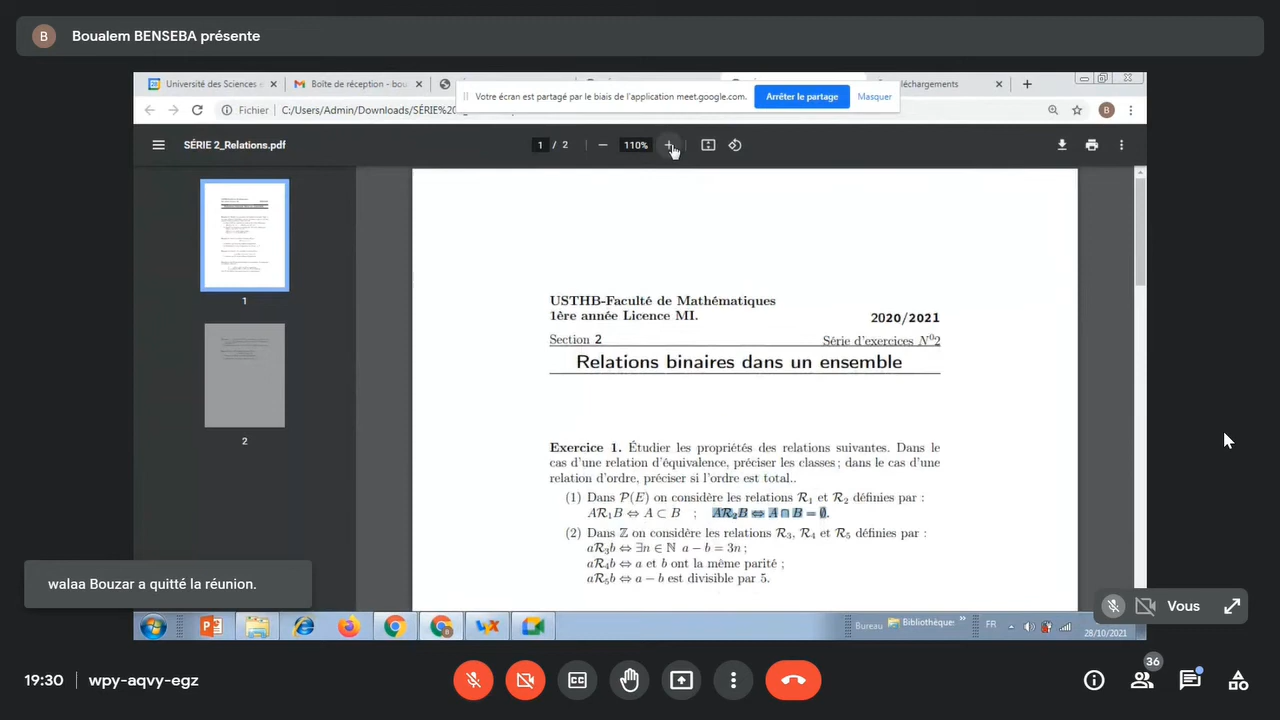 B Boualem BENSEBA présente
Université des Sciences e
Boîte de réception - bou
léchargements
Votre écran est partagé par le biais de l'application meet.google.com.
Arrêter le partage
Masquer
Fichier C:/Users/Admin/Downloads/SÉRIE
B
SÉRIE 2_Relations.pdf
1 / 2
110%
1
2
USTHB-Faculté de Mathématiques
1ère année Licence MI. 2020/2021
Section 2 Série d'exercices N⁰2
Relations binaires dans un ensemble
Exercice 1. Étudier les propriétés des relations suivantes. Dans le
cas d'une relation d'équivalence, préciser les classes ; dans le cas d'une
relation d'ordre, préciser si l'ordre est total..
(1) Dans 𝒫(E) on considère les relations ℛ₁ et ℛ₂ définies par :
Aℛ₁B ⇔ A ⊂ B ; Aℛ₂B ⇔ A ∩ B = ∅.
(2) Dans ℤ on considère les relations ℛ₃, ℛ₄ et ℛ₅ définies par :
aℛ₃b ⇔ ∃n ∈ ℕ a − b = 3n ;
aℛ₄b ⇔ a et b ont la même parité ;
aℛ₅b ⇔ a − b est divisible par 5.
walaa Bouzar a quitté la réunion.
Vous
Bureau
Bibliothèque:
FR
28/10/2021
19:30 wpy-aqvy-egz
36